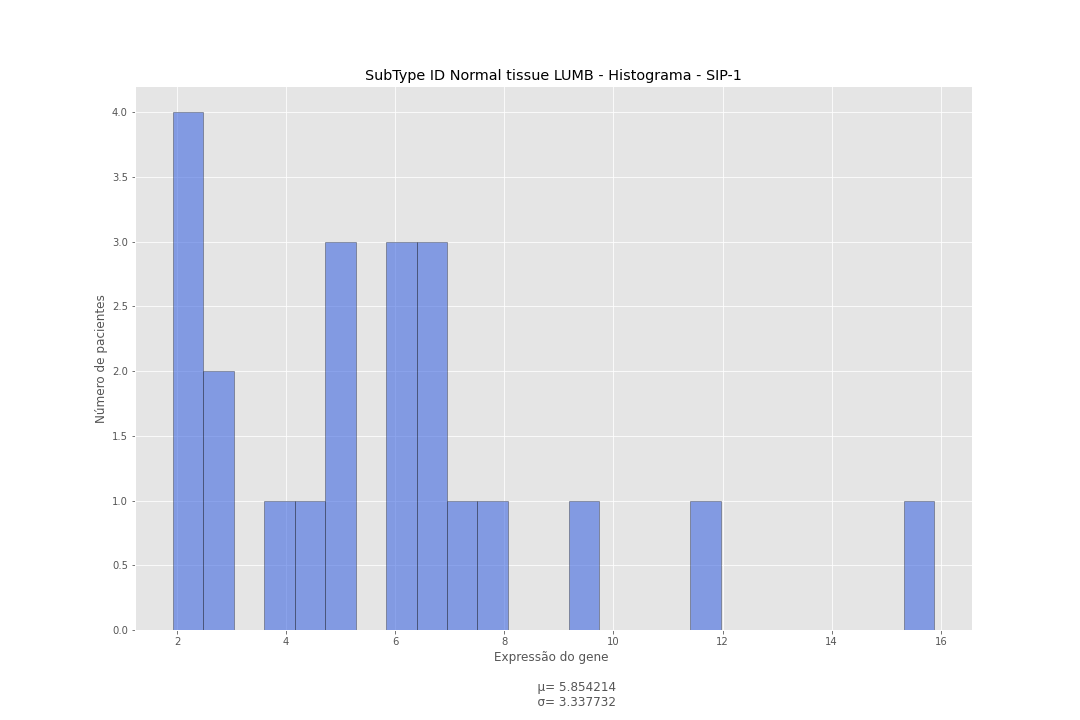 SubType ID Normal tissue LUMB - Histograma - SIP-1
Número de pacientes
4.0
3.5
3.0
2.5
2.0
1.5
1.0
0.5
0.0
2 4 6 8 10 12 14 16
Expressão do gene
μ= 5.854214
σ= 3.337732